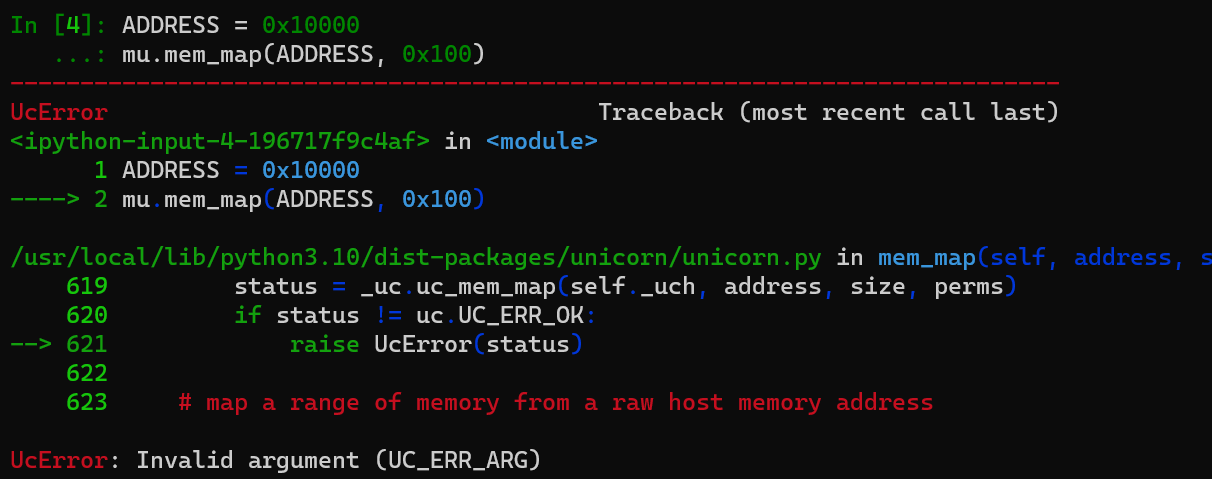 In [4]: ADDRESS = 0x10000
   ...: mu.mem_map(ADDRESS, 0x100)
---------------------------------------------------------------------------
UcError                                   Traceback (most recent call last)
<ipython-input-4-196717f9c4af> in <module>
      1 ADDRESS = 0x10000
----> 2 mu.mem_map(ADDRESS, 0x100)

/usr/local/lib/python3.10/dist-packages/unicorn/unicorn.py in mem_map(self, address, s
    619         status = _uc.uc_mem_map(self._uch, address, size, perms)
    620         if status != uc.UC_ERR_OK:
--> 621             raise UcError(status)
    622
    623     # map a range of memory from a raw host memory address

UcError: Invalid argument (UC_ERR_ARG)